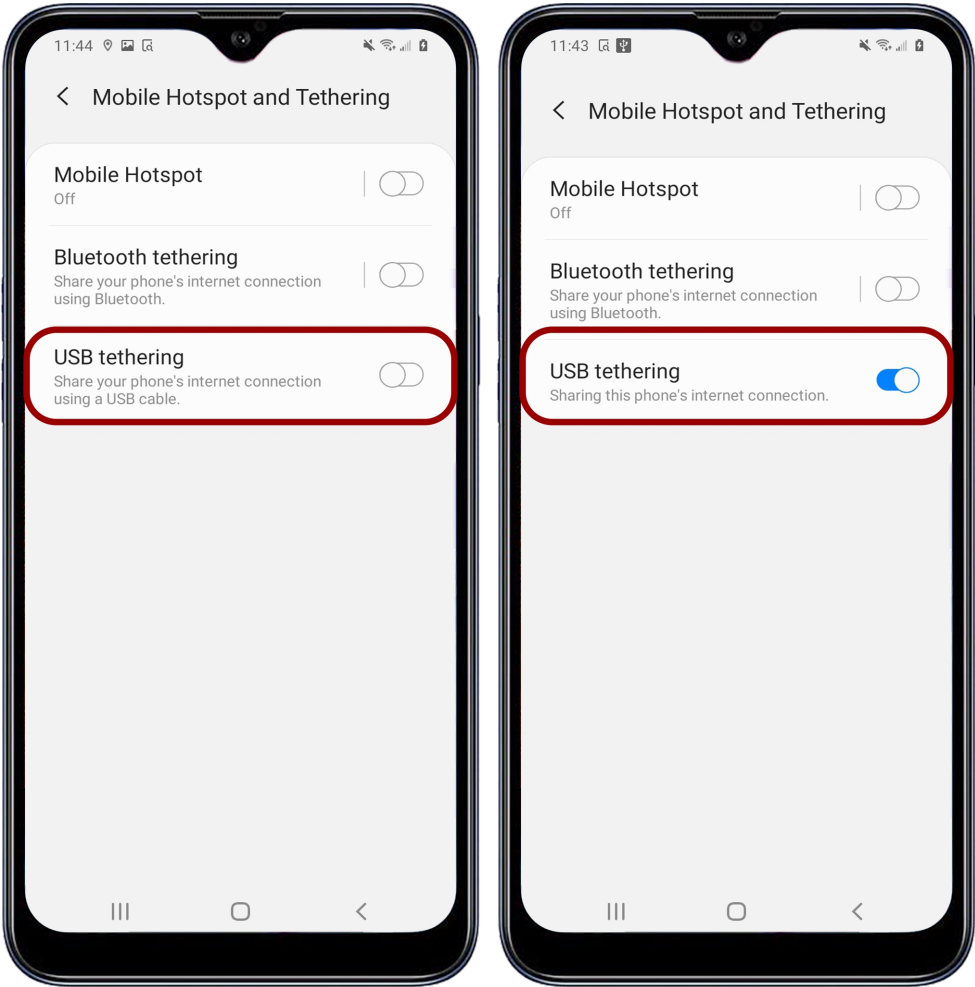 11:44
Mobile Hotspot and Tethering
Mobile Hotspot
Off
Bluetooth tethering
Share your phone's internet connection
using Bluetooth.
USB tethering
Share your phone's internet connection
using a USB cable.
11:43
Mobile Hotspot and Tethering
Mobile Hotspot
Off
Bluetooth tethering
Share your phone's internet connection
using Bluetooth.
USB tethering
Sharing this phone's internet connection.